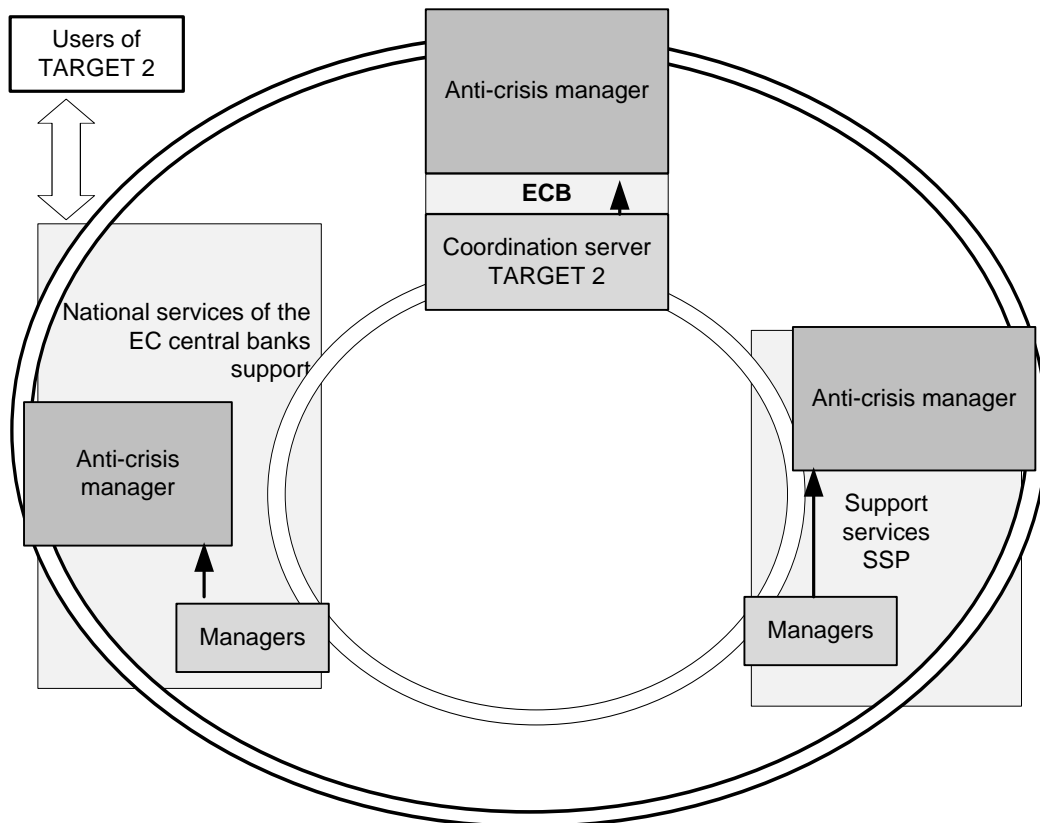 Users of
TARGET 2
Anti-crisis manager
ECB
Coordination server
TARGET 2
National services of the
EC central banks
support
Anti-crisis manager
Anti-crisis
manager
Support
services
SSP
Managers
Managers